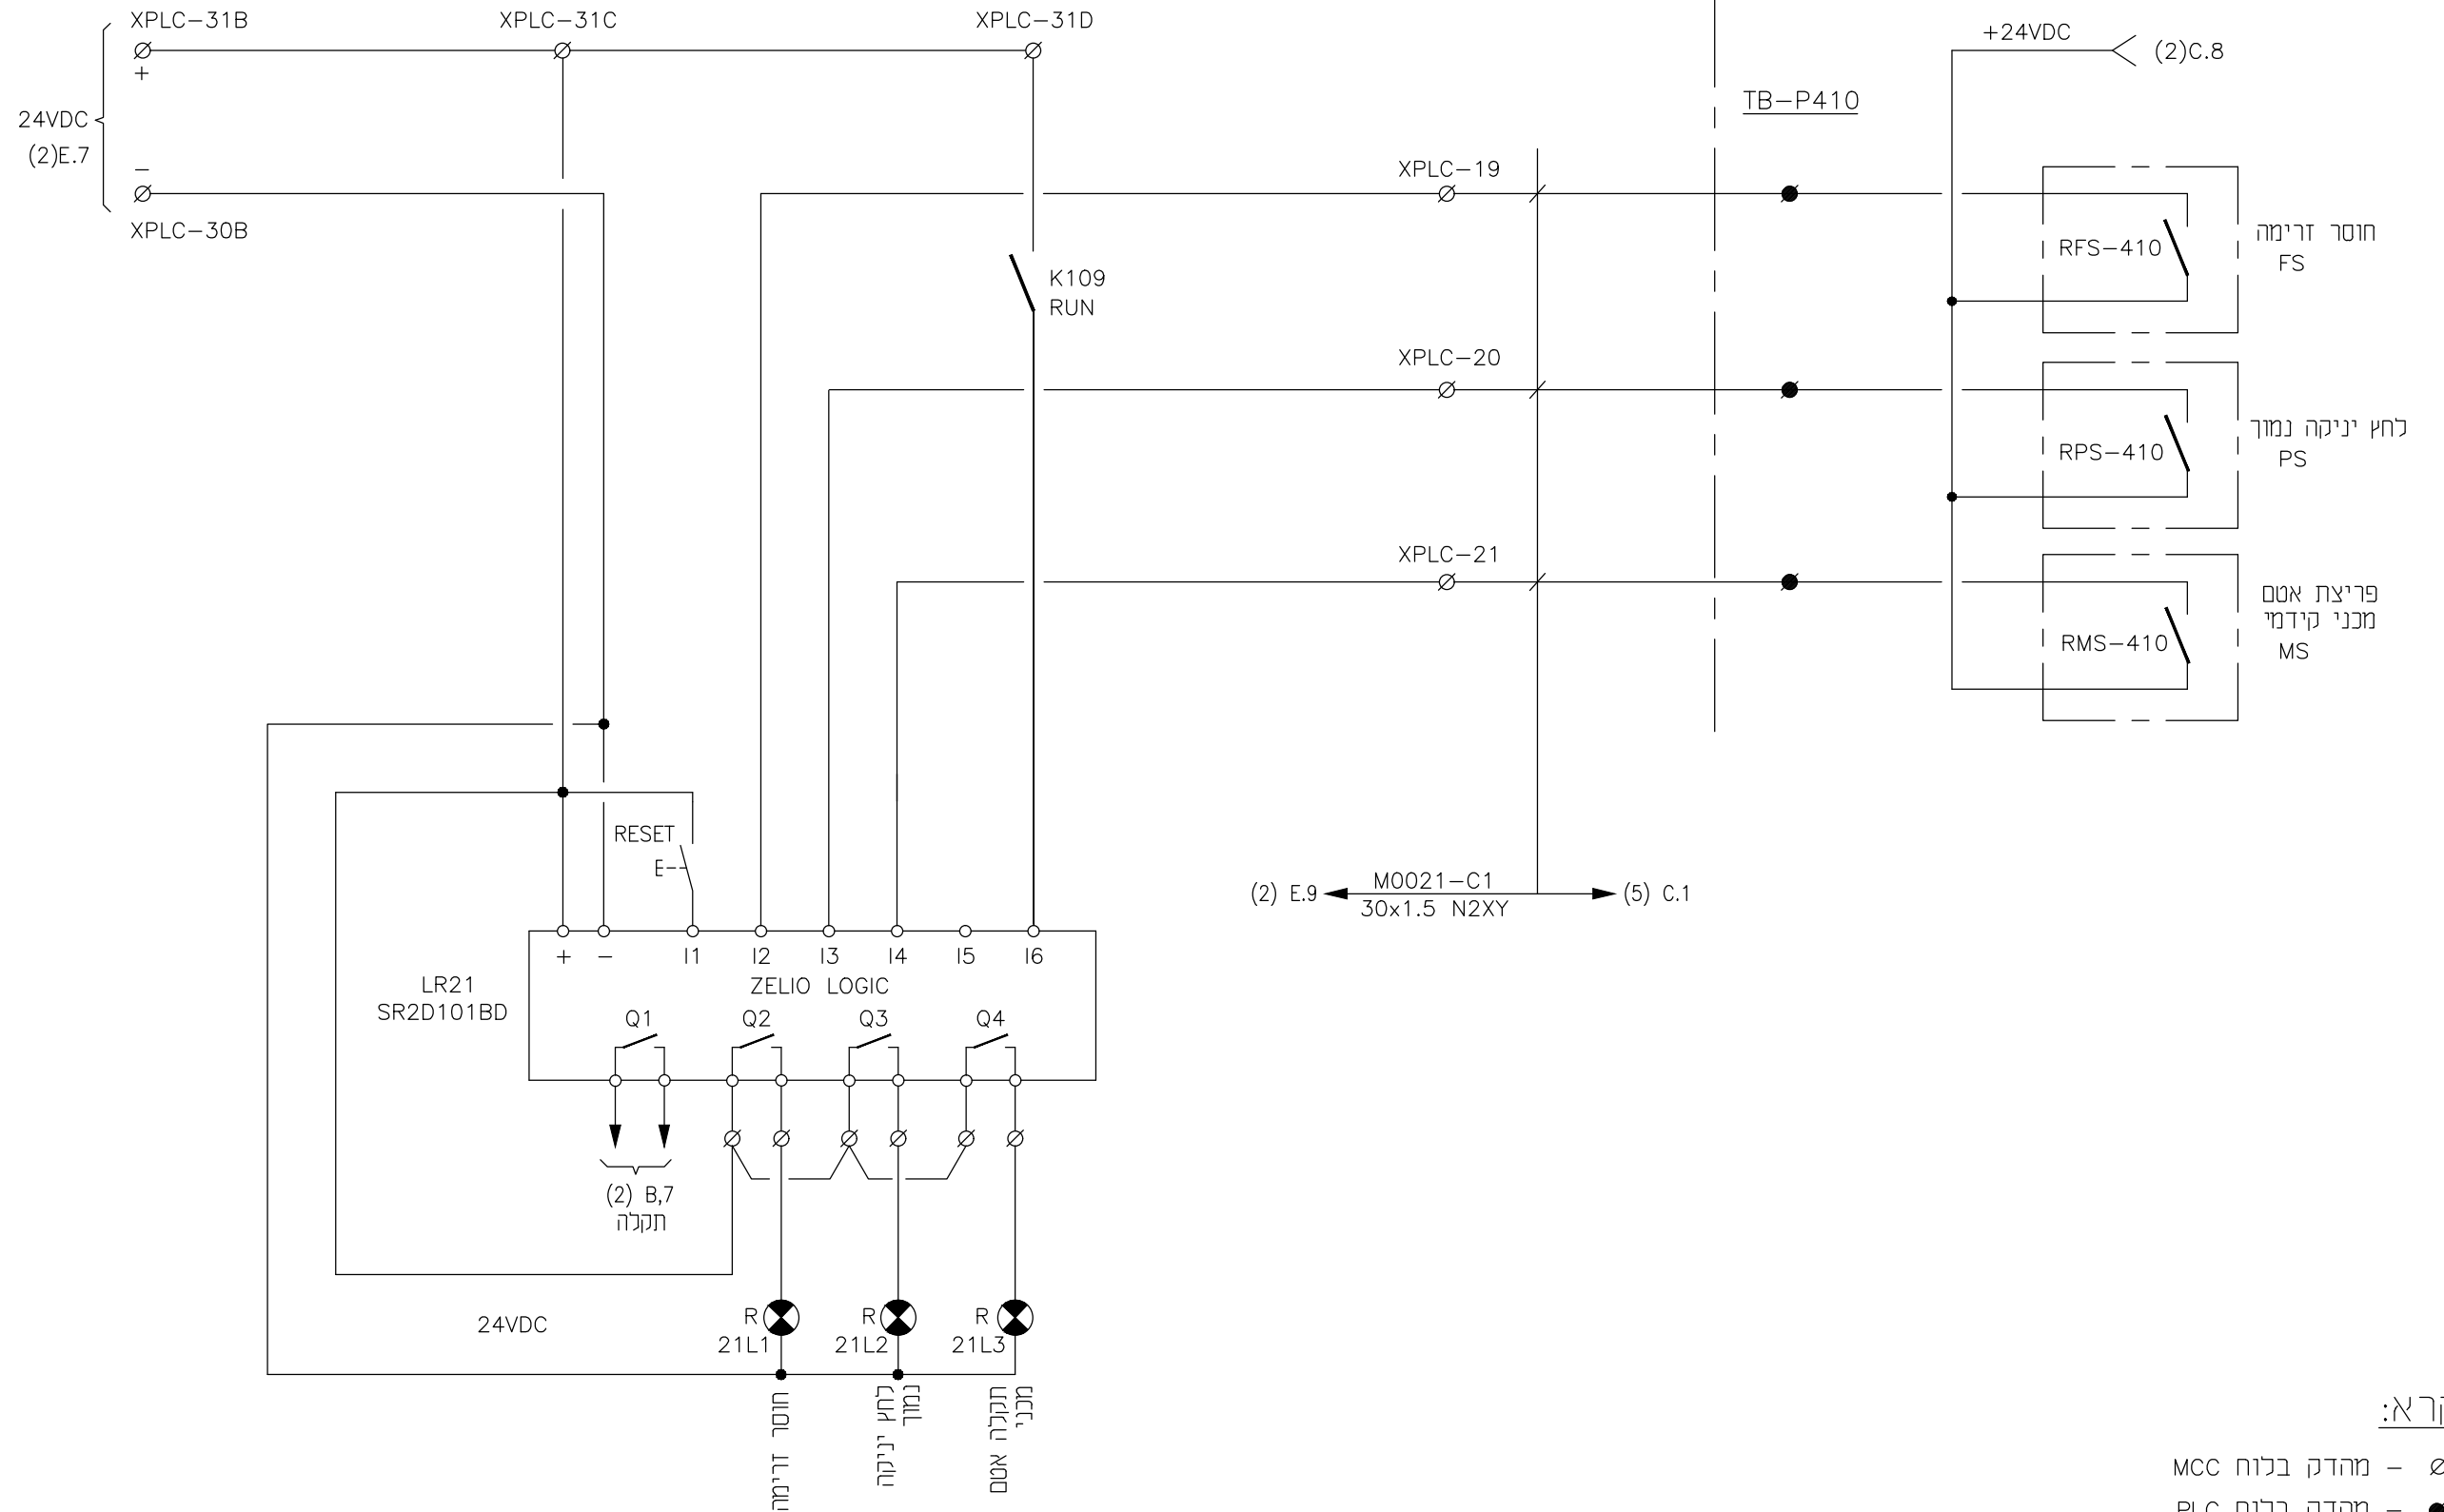 XPLC-31B
XPLC-31C
XPLC-31D
+24VDC
(2)C.8
+
TB-P410
24VDC
(2)E.7
-
XPLC-30B
XPLC-19
RFS-410
חוסר זרימה
FS
K109
RUN
XPLC-20
RPS-410
לחץ יניקה נמוך
PS
XPLC-21
RMS-410
פריצת אטם
מכני קידמי
MS
RESET
E
(2) E.9
M0021-C1
30x1.5 N2XY
(5) C.1
+ - I1 I2 I3 I4 I5 I6
ZELIO LOGIC
LR21
SR2D101BD
Q1 Q2 Q3 Q4
(2) B,7
תקלה
24VDC
R
21L1
R
21L2
R
21L3
חוסר זרימה
לחץ יניקה
נמוך
תקלה אטם
מכני
מהדק בלוח MCC -
מהדק בלוח PLC -